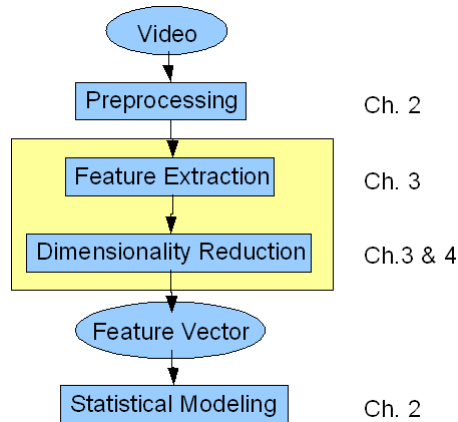 Video
Preprocessing Ch. 2
Feature Extraction Ch. 3
Dimensionality Reduction Ch.3 & 4
Feature Vector
Statistical Modeling Ch. 2